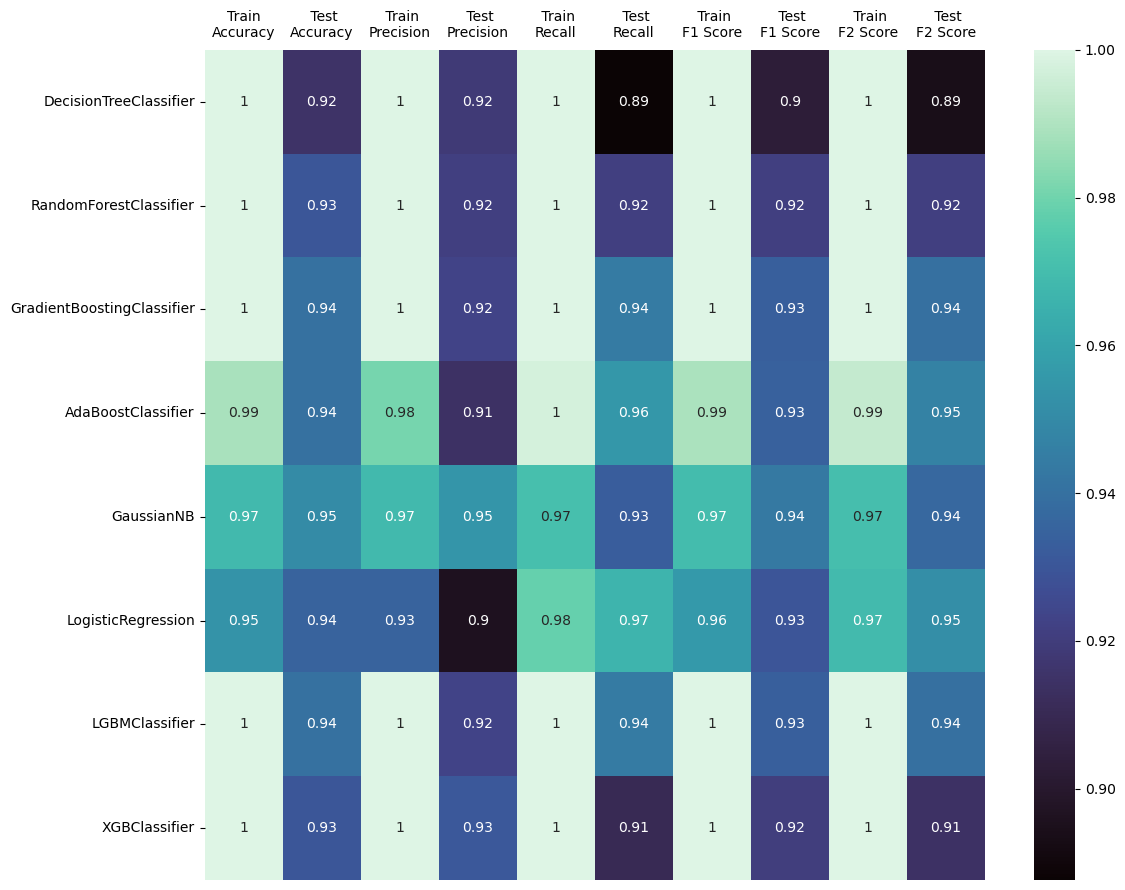 Train Test Train Test Train Test Train Test Train Test
Accuracy Accuracy Precision Precision Recall Recall F1 Score F1 Score F2 Score F2 Score
DecisionTreeClassifier 1 0.92 1 0.92 1 0.89 1 0.9 1 0.89
RandomForestClassifier 1 0.93 1 0.92 1 0.92 1 0.92 1 0.92
GradientBoostingClassifier 1 0.94 1 0.92 1 0.94 1 0.93 1 0.94
AdaBoostClassifier 0.99 0.94 0.98 0.91 1 0.96 0.99 0.93 0.99 0.95
GaussianNB 0.97 0.95 0.97 0.95 0.97 0.93 0.97 0.94 0.97 0.94
LogisticRegression 0.95 0.94 0.93 0.9 0.98 0.97 0.96 0.93 0.97 0.95
LGBMClassifier 1 0.94 1 0.92 1 0.94 1 0.93 1 0.94
XGBClassifier 1 0.93 1 0.93 1 0.91 1 0.92 1 0.91
1.00
0.98
0.96
0.94
0.92
0.90